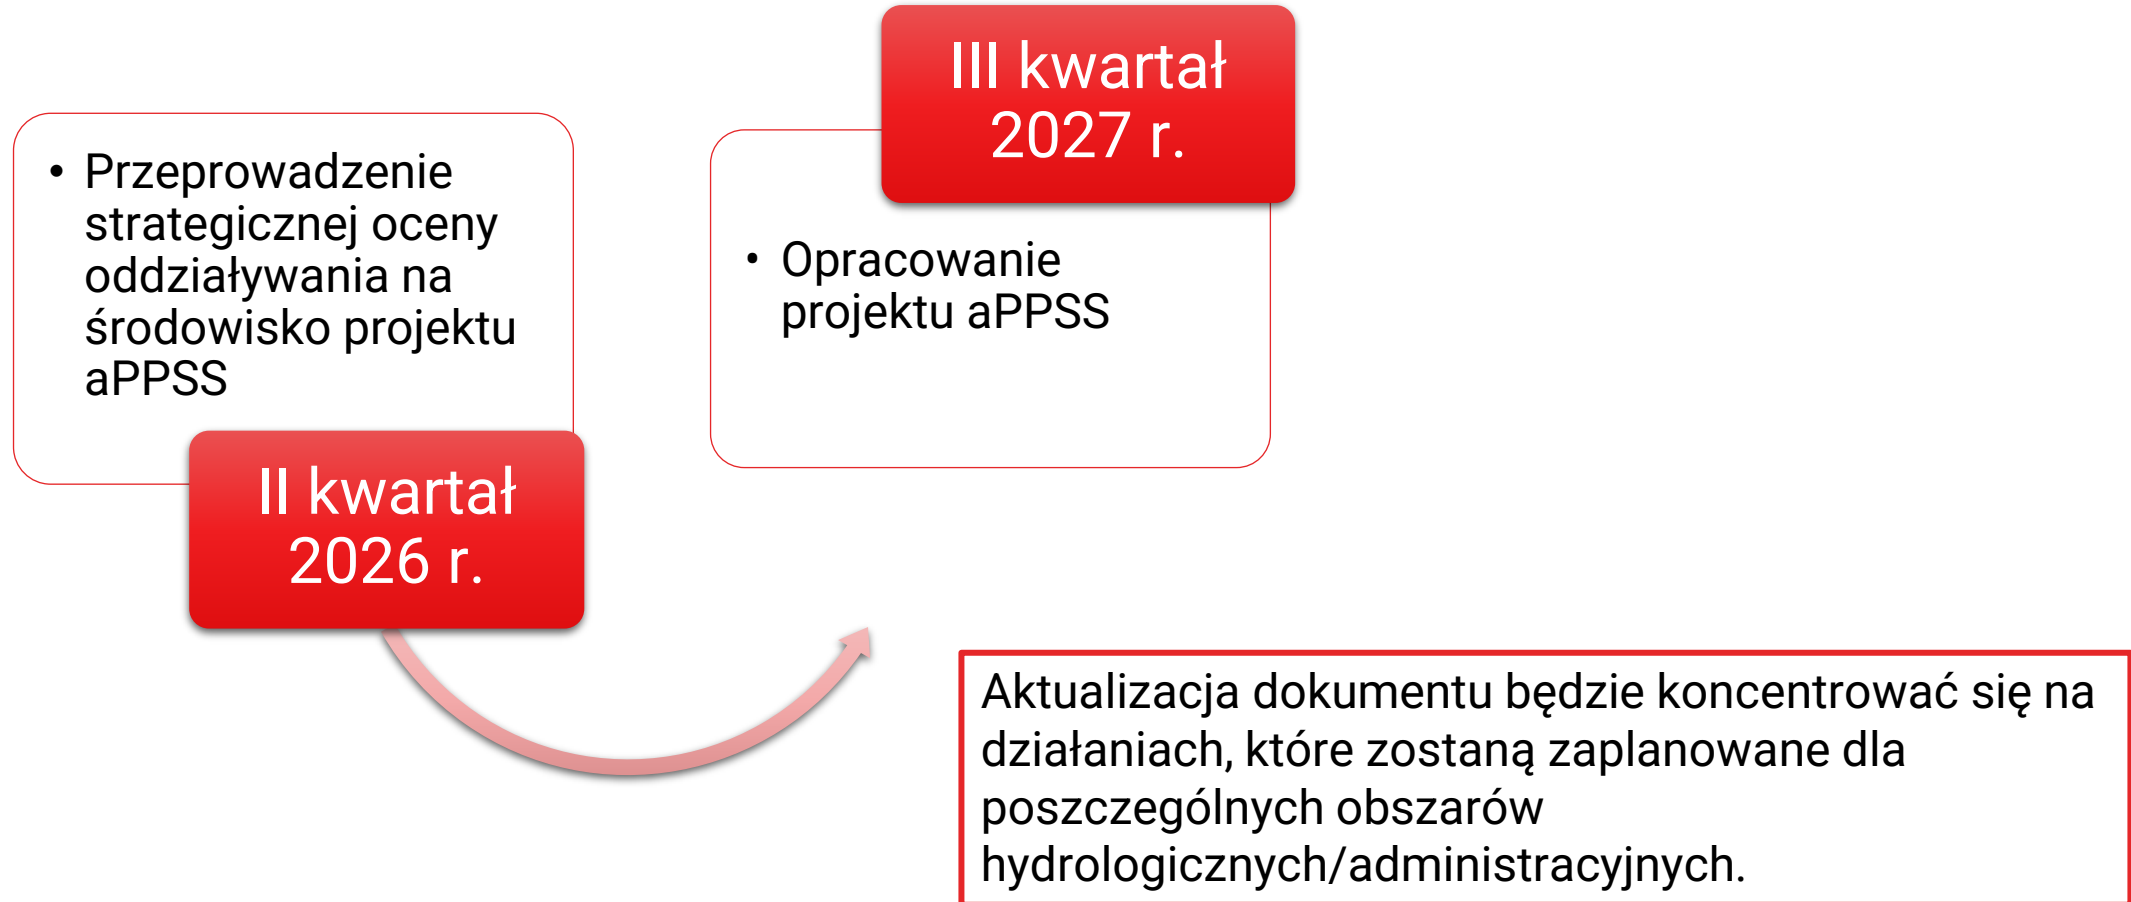 • Przeprowadzenie
strategicznej oceny
oddziaływania na
środowisko projektu
aPPSS
II kwartał
2026 r.
III kwartał
2027 r.
• Opracowanie
projektu aPPSS
Aktualizacja dokumentu będzie koncentrować się na
działaniach, które zostaną zaplanowane dla
poszczególnych obszarów
hydrologicznych/administracyjnych.